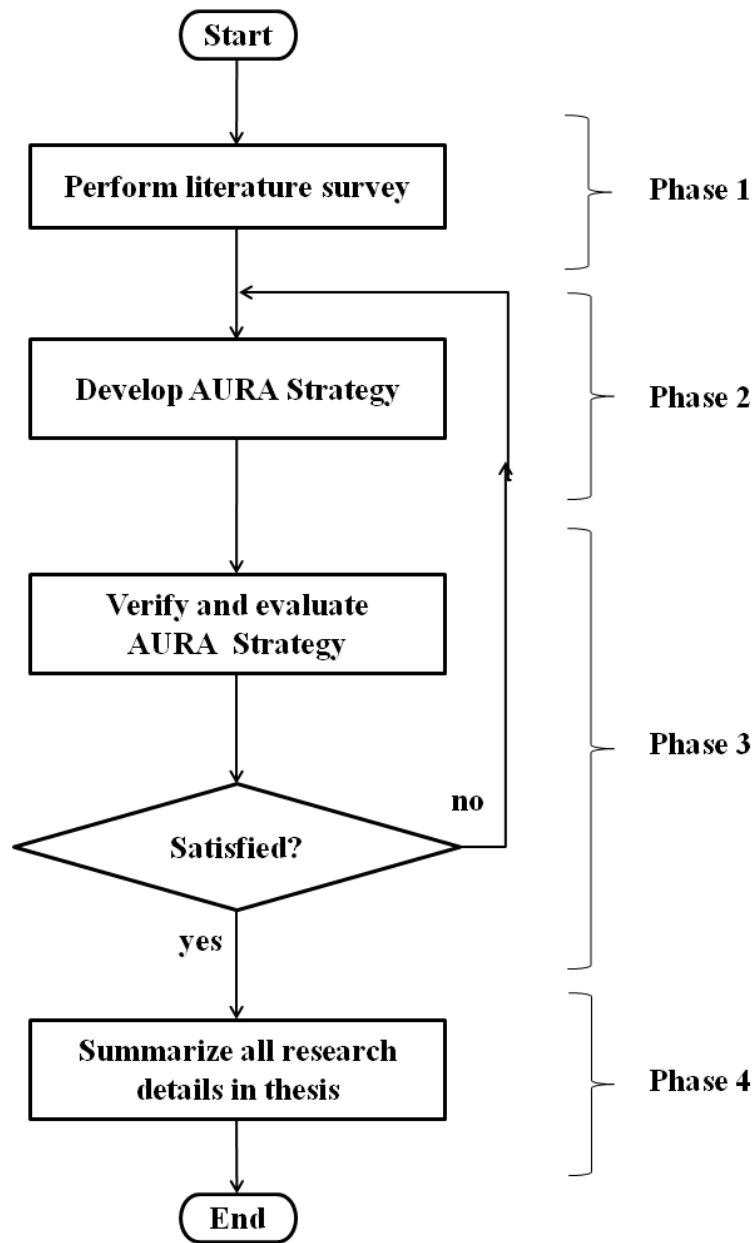 Start
Perform literature survey
Phase 1
Develop AURA Strategy
Phase 2
Verify and evaluate
AURA Strategy
Phase 3
no
Satisfied?
yes
Summarize all research
details in thesis
Phase 4
End